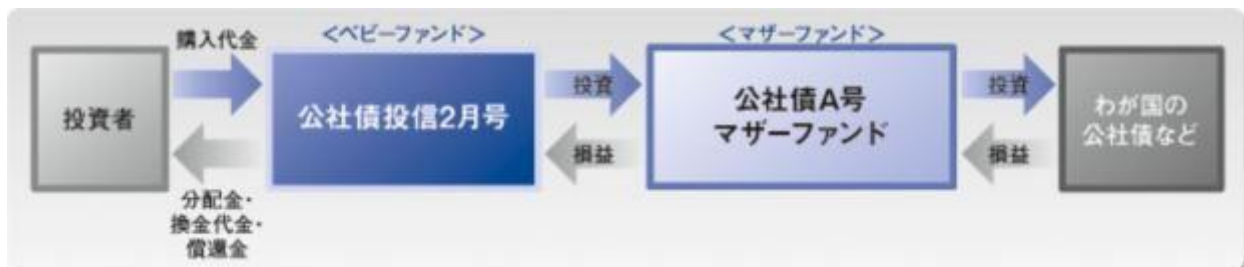 購入代金
<ベビーファンド>
<マザーファンド>
投資者
公社債投信2月号
投資
損益
公社債A号
マザーファンド
投資
損益
わが国の
公社債など
分配金・
換金代金・
償還金